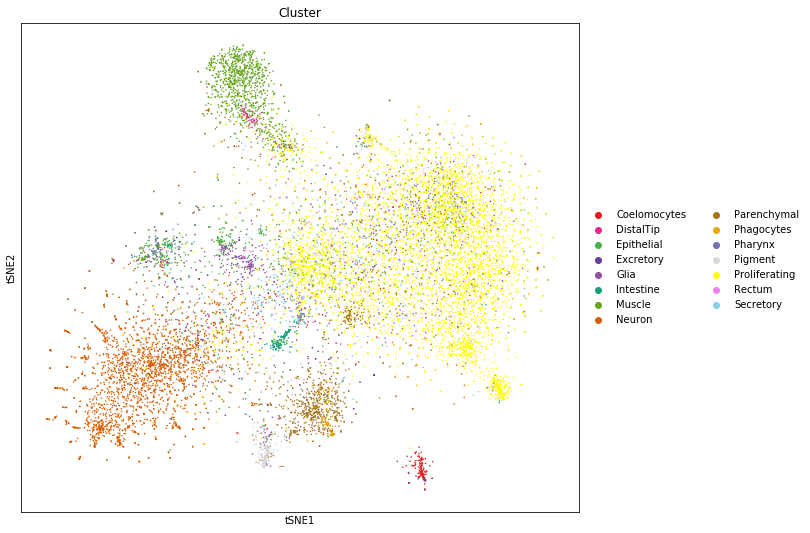 Cluster
tSNE2
tSNE1
Coelomocytes
DistalTip
Epithelial
Excretory
Glia
Intestine
Muscle
Neuron
Parenchymal
Phagocytes
Pharynx
Pigment
Proliferating
Rectum
Secretory